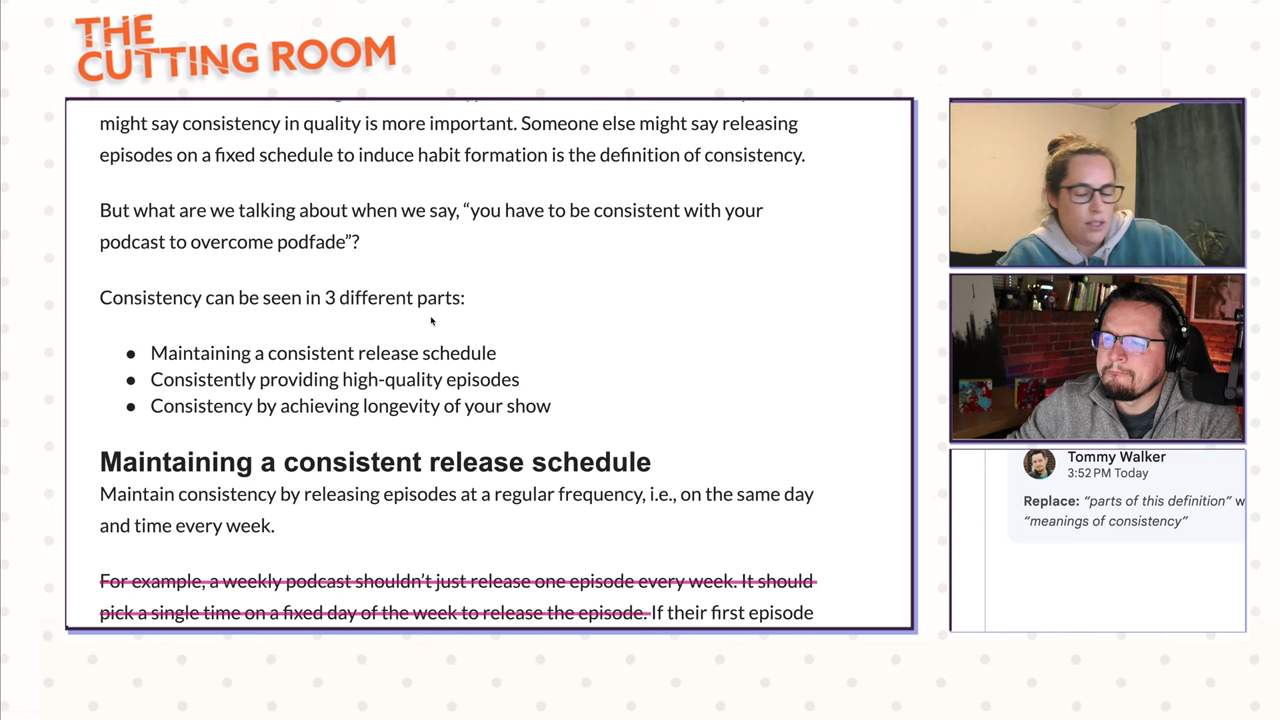 THE
CUTTING ROOM
might say consistency in quality is more important. Someone else might say releasing
episodes on a fixed schedule to induce habit formation is the definition of consistency.
But what are we talking about when we say, “you have to be consistent with your
podcast to overcome podfade”?
Consistency can be seen in 3 different parts:
● Maintaining a consistent release schedule
● Consistently providing high-quality episodes
● Consistency by achieving longevity of your show
Maintaining a consistent release schedule
Maintain consistency by releasing episodes at a regular frequency, i.e., on the same day
and time every week.
For example, a weekly podcast shouldn’t just release one episode every week. It should
pick a single time on a fixed day of the week to release the episode. If their first episode
Tommy Walker
3:52 PM Today
Replace: “parts of this definition” w
“meanings of consistency”